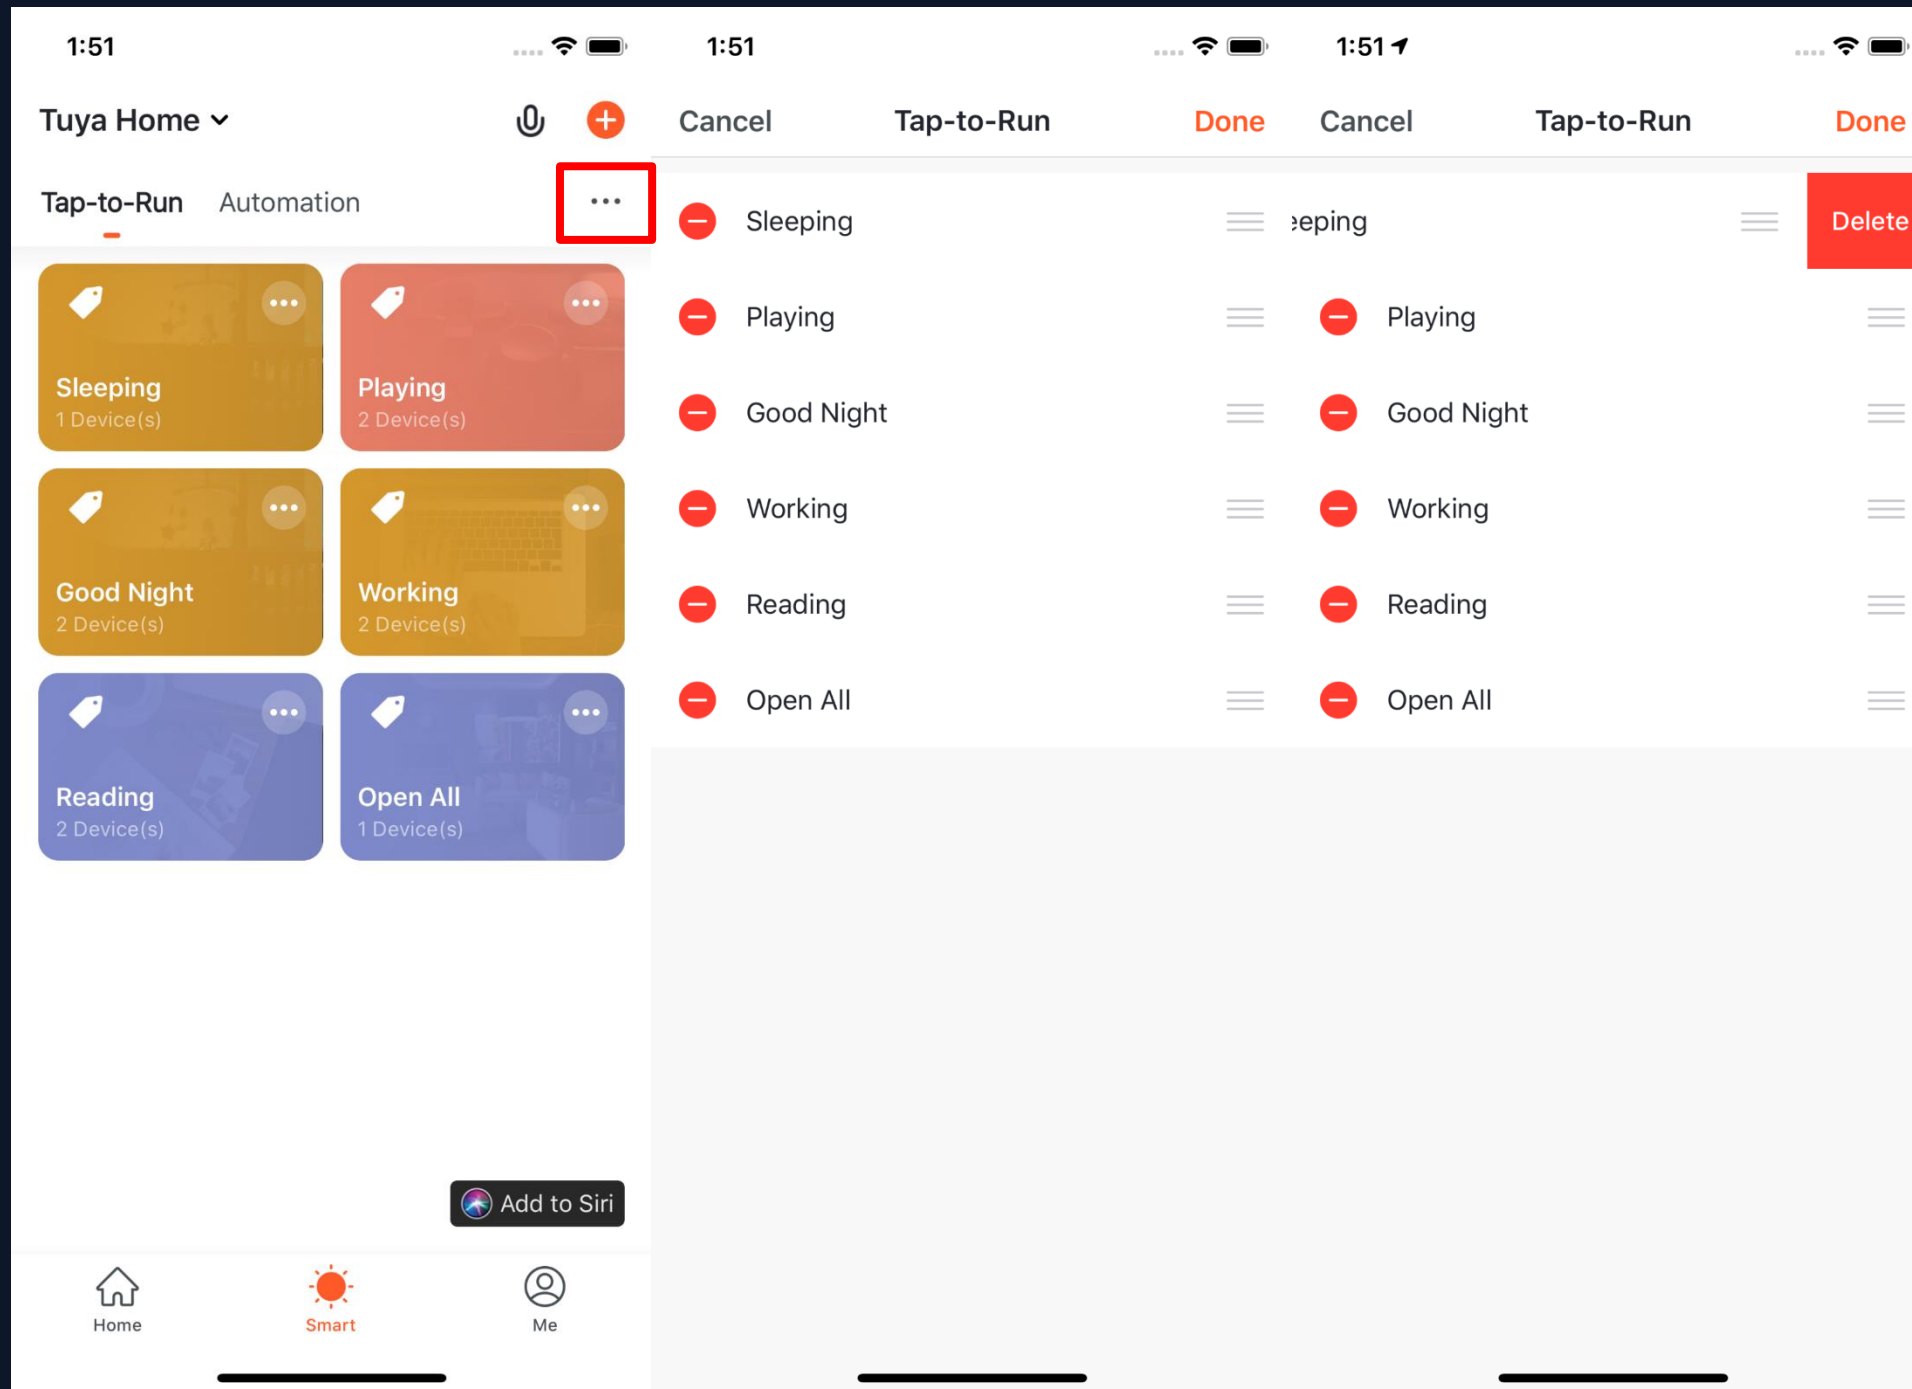 1:51
Tuya Home
Tap-to-Run Automation
Sleeping
1 Device(s)
Playing
2 Device(s)
Good Night
2 Device(s)
Working
2 Device(s)
Reading
2 Device(s)
Open All
1 Device(s)
Add to Siri
Home
Smart
Me
1:51
Cancel Tap-to-Run Done
Sleeping
Playing
Good Night
Working
Reading
Open All
1:51
Cancel Tap-to-Run Done
eeping Delete
Playing
Good Night
Working
Reading
Open All